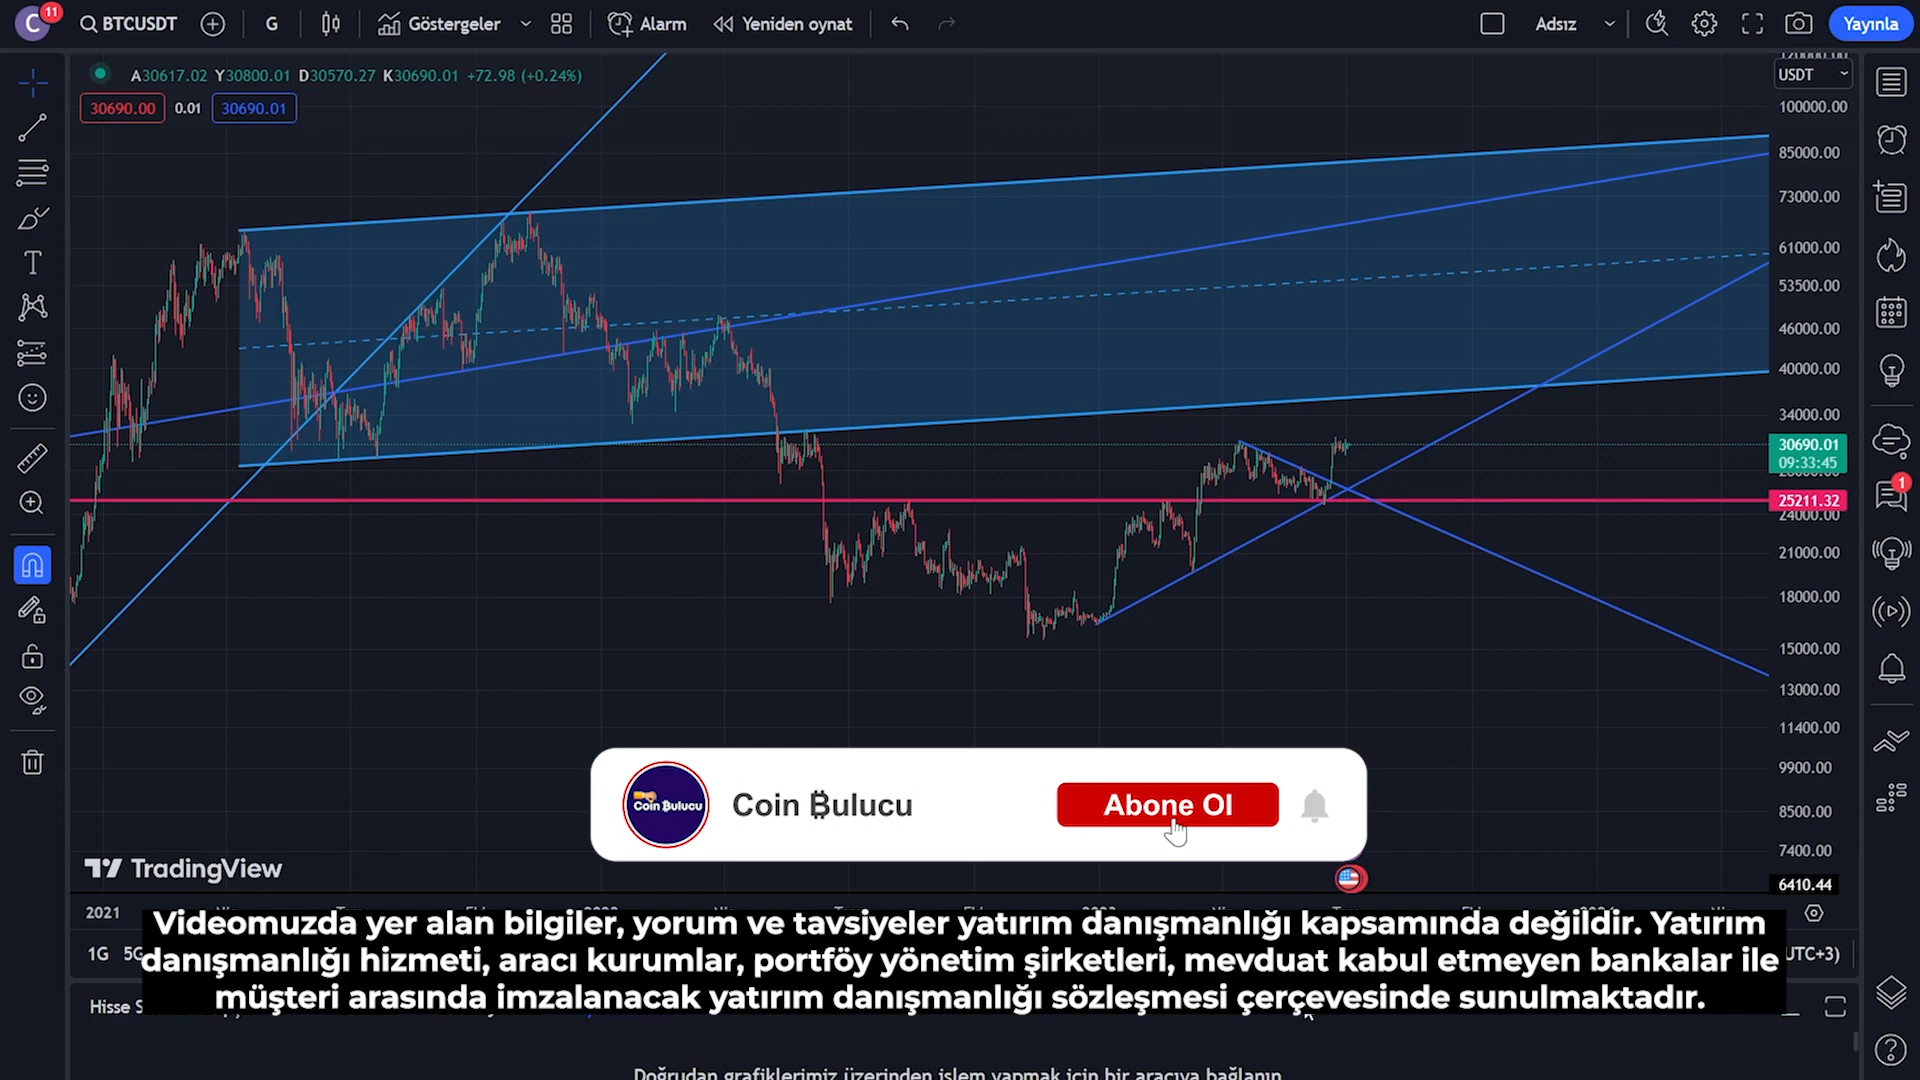 11
C
BTCUSDT
G
Göstergeler
Alarm
Yeniden oynat
Adsız
Yayınla
A30617.02 Y30800.01 D30570.27 K30690.01 +72.98 (+0.24%)
30690.00 0.01 30690.01
USDT
100000.00
85000.00
73000.00
61000.00
53500.00
46000.00
40000.00
34000.00
30690.01
09:33:45
25211.32
24000.00
21000.00
18000.00
15000.00
13000.00
11400.00
9900.00
8500.00
7400.00
6410.44
1
Coin Bulucu
Coin ₿ulucu
Abone Ol
TradingView
2021
Videomuzda yer alan bilgiler, yorum ve tavsiyeler yatırım danışmanlığı kapsamında değildir. Yatırım
1G
UTC+3)
danışmanlığı hizmeti, aracı kurumlar, portföy yönetim şirketleri, mevduat kabul etmeyen bankalar ile
Hisse
müşteri arasında imzalanacak yatırım danışmanlığı sözleşmesi çerçevesinde sunulmaktadır.
Doğrudan grafiklerimiz üzerinden işlem yapmak için bir aracıya bağlanın